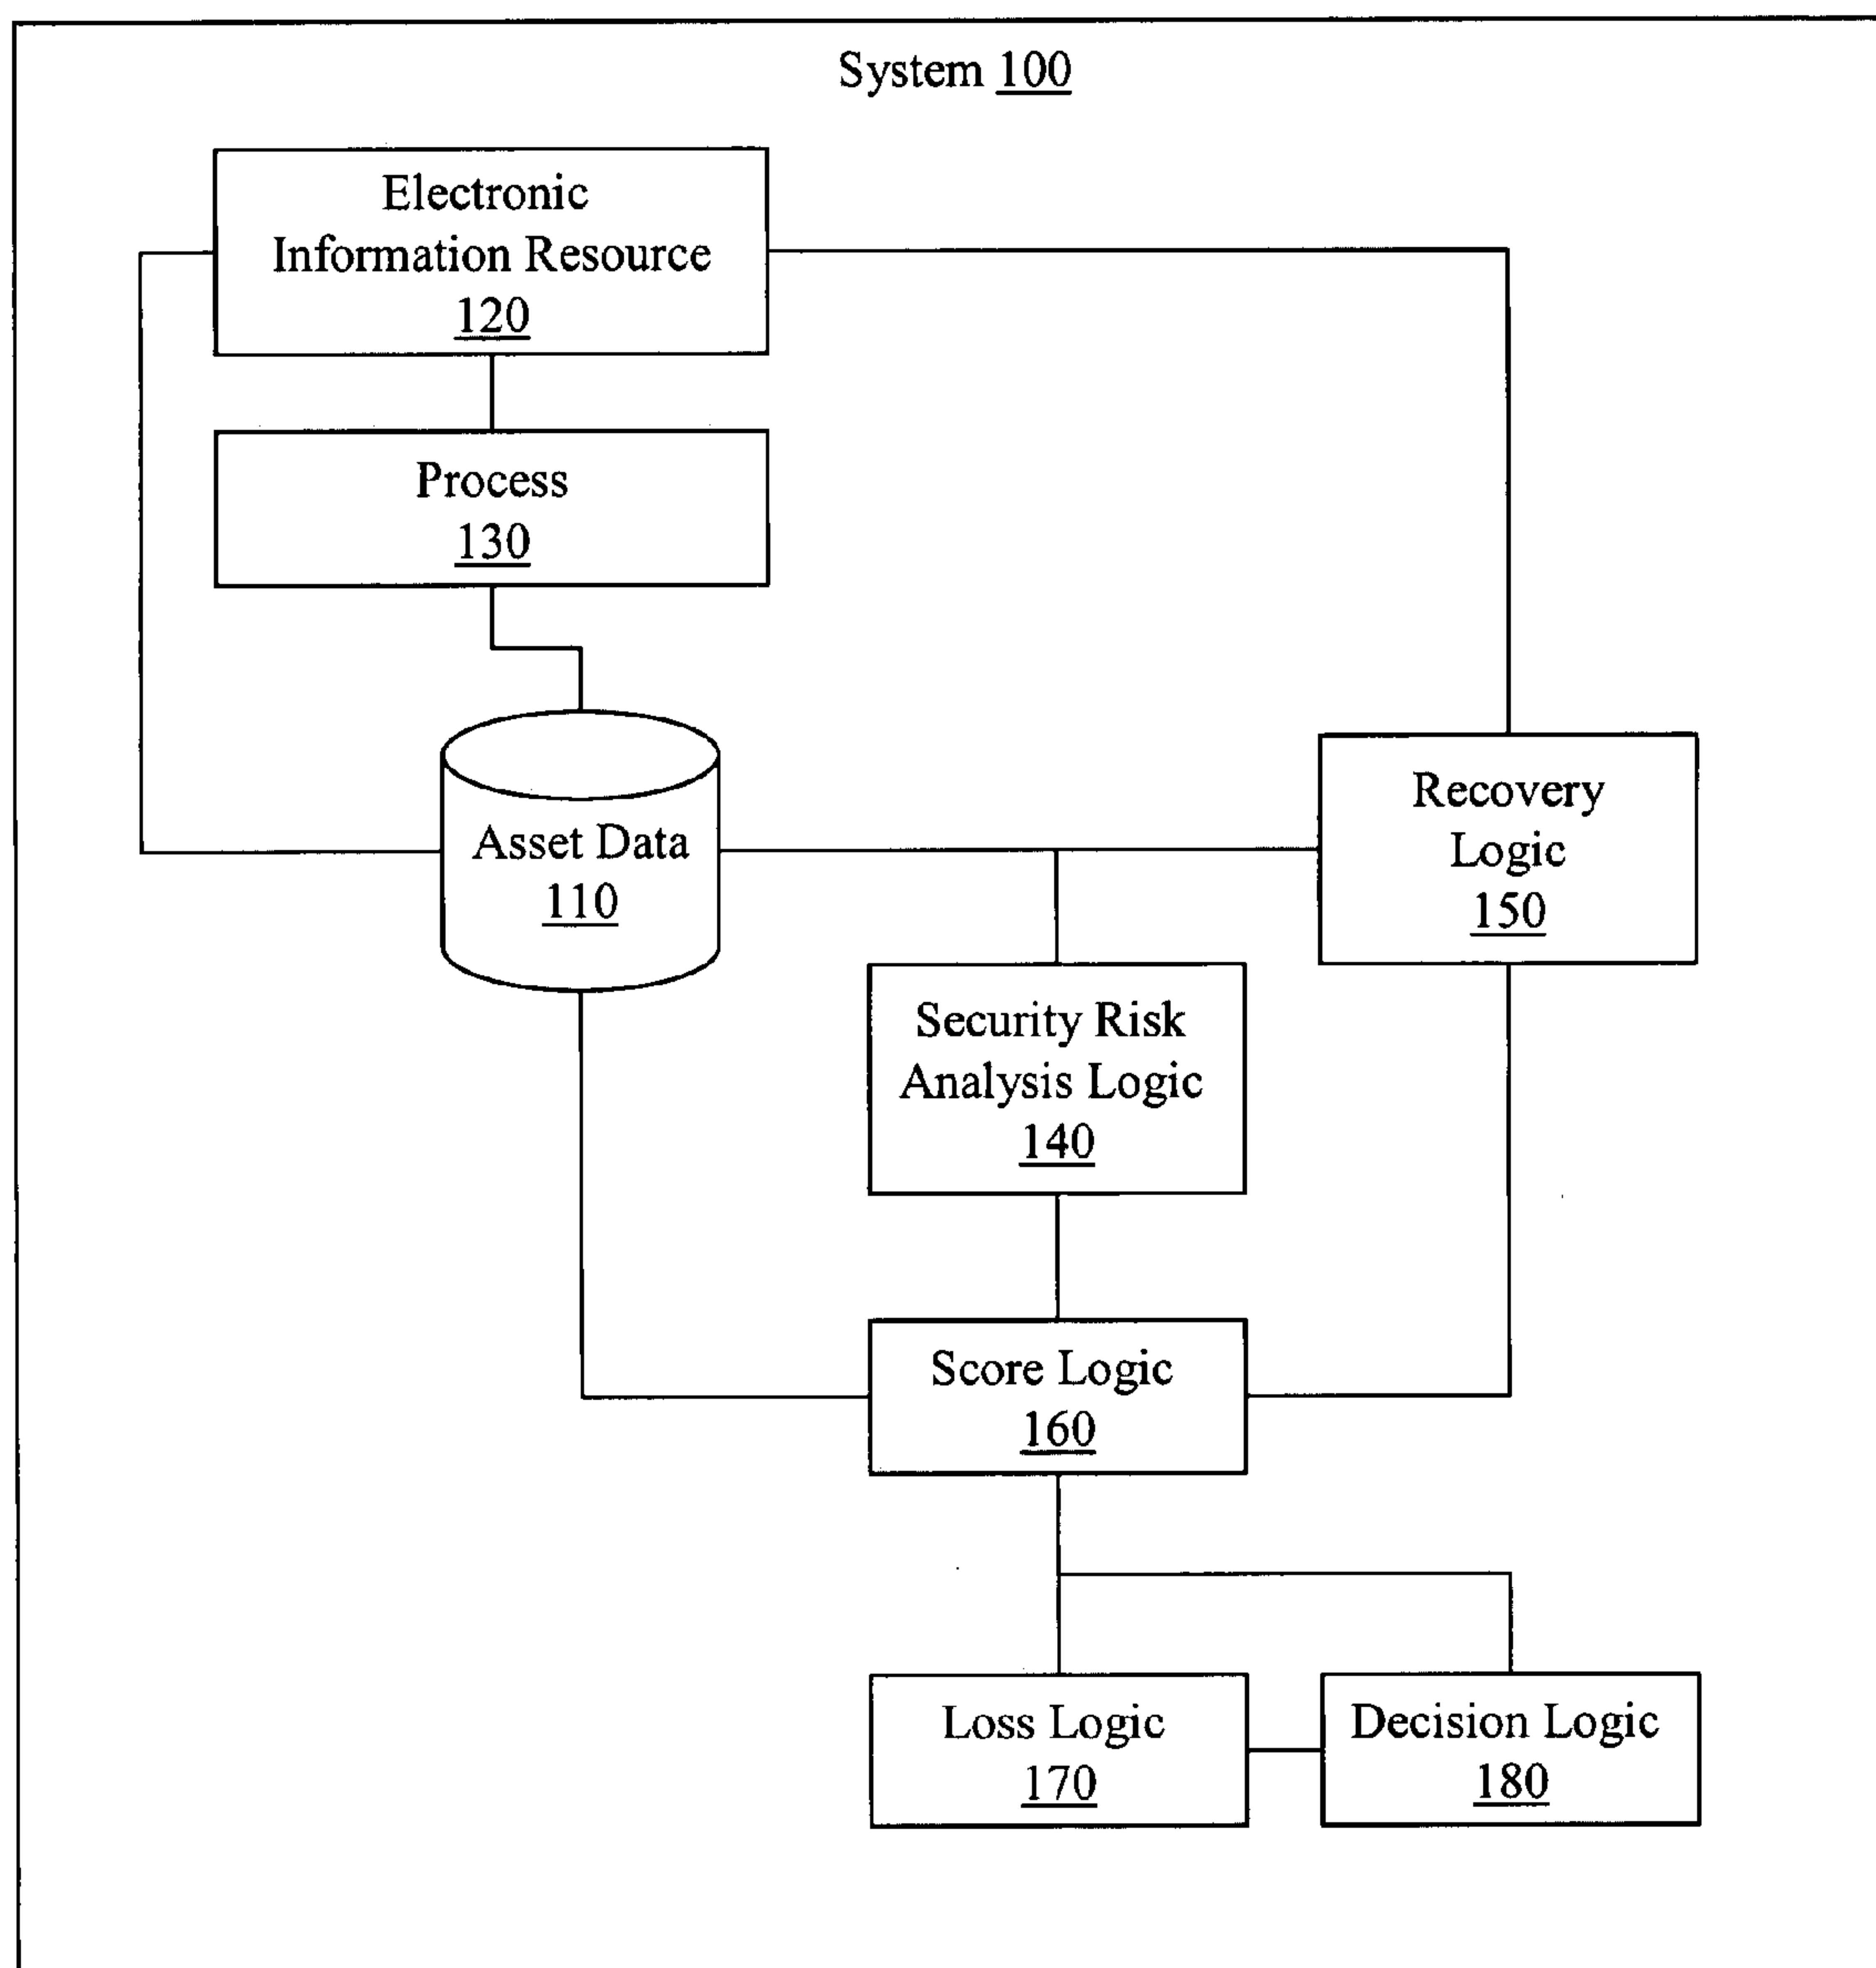 System 100
Electronic
Information Resource
120
Process
130
Asset Data
110
Recovery
Logic
150
Security Risk
Analysis Logic
140
Score Logic
160
Loss Logic
170
Decision Logic
180